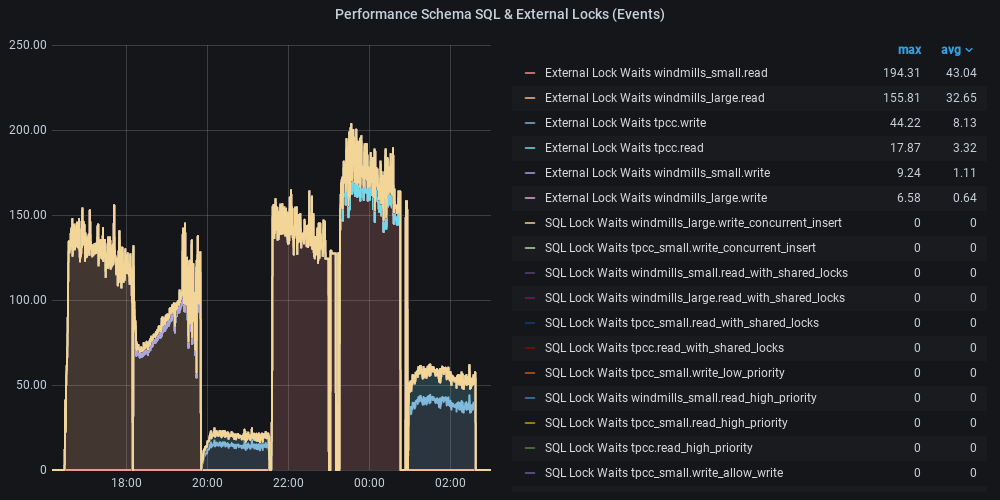 Performance Schema SQL & External Locks (Events)
250.00
200.00
150.00
100.00
50.00
0
18:00 20:00 22:00 00:00 02:00
max avg
External Lock Waits windmills_small.read 194.31 43.04
External Lock Waits windmills_large.read 155.81 32.65
External Lock Waits tpcc.write 44.22 8.13
External Lock Waits tpcc.read 17.87 3.32
External Lock Waits windmills_small.write 9.24 1.11
External Lock Waits windmills_large.write 6.58 0.64
SQL Lock Waits windmills_large.write_concurrent_insert 0 0
SQL Lock Waits tpcc_small.write_concurrent_insert 0 0
SQL Lock Waits windmills_small.read_with_shared_locks 0 0
SQL Lock Waits windmills_large.read_with_shared_locks 0 0
SQL Lock Waits tpcc_small.read_with_shared_locks 0 0
SQL Lock Waits tpcc.read_with_shared_locks 0 0
SQL Lock Waits tpcc_small.write_low_priority 0 0
SQL Lock Waits windmills_small.read_high_priority 0 0
SQL Lock Waits tpcc_small.read_high_priority 0 0
SQL Lock Waits tpcc.read_high_priority 0 0
SQL Lock Waits tpcc_small.write_allow_write 0 0